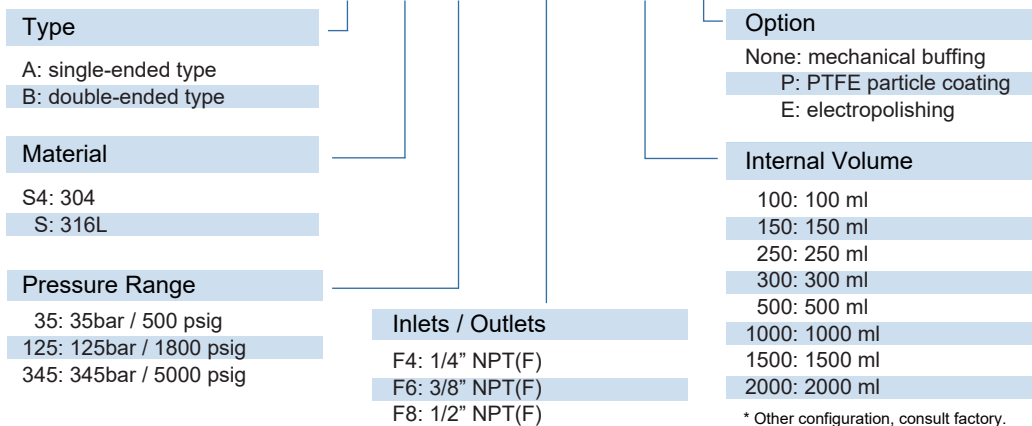 Type
A: single-ended type
B: double-ended type
Material
S4: 304
S: 316L
Pressure Range
35: 35bar / 500 psig
125: 125bar / 1800 psig
345: 345bar / 5000 psig
Inlets / Outlets
F4: 1/4” NPT(F)
F6: 3/8” NPT(F)
F8: 1/2” NPT(F)
Option
None: mechanical buffing
P: PTFE particle coating
E: electropolishing
Internal Volume
100: 100 ml
150: 150 ml
250: 250 ml
300: 300 ml
500: 500 ml
1000: 1000 ml
1500: 1500 ml
2000: 2000 ml
* Other configuration, consult factory.